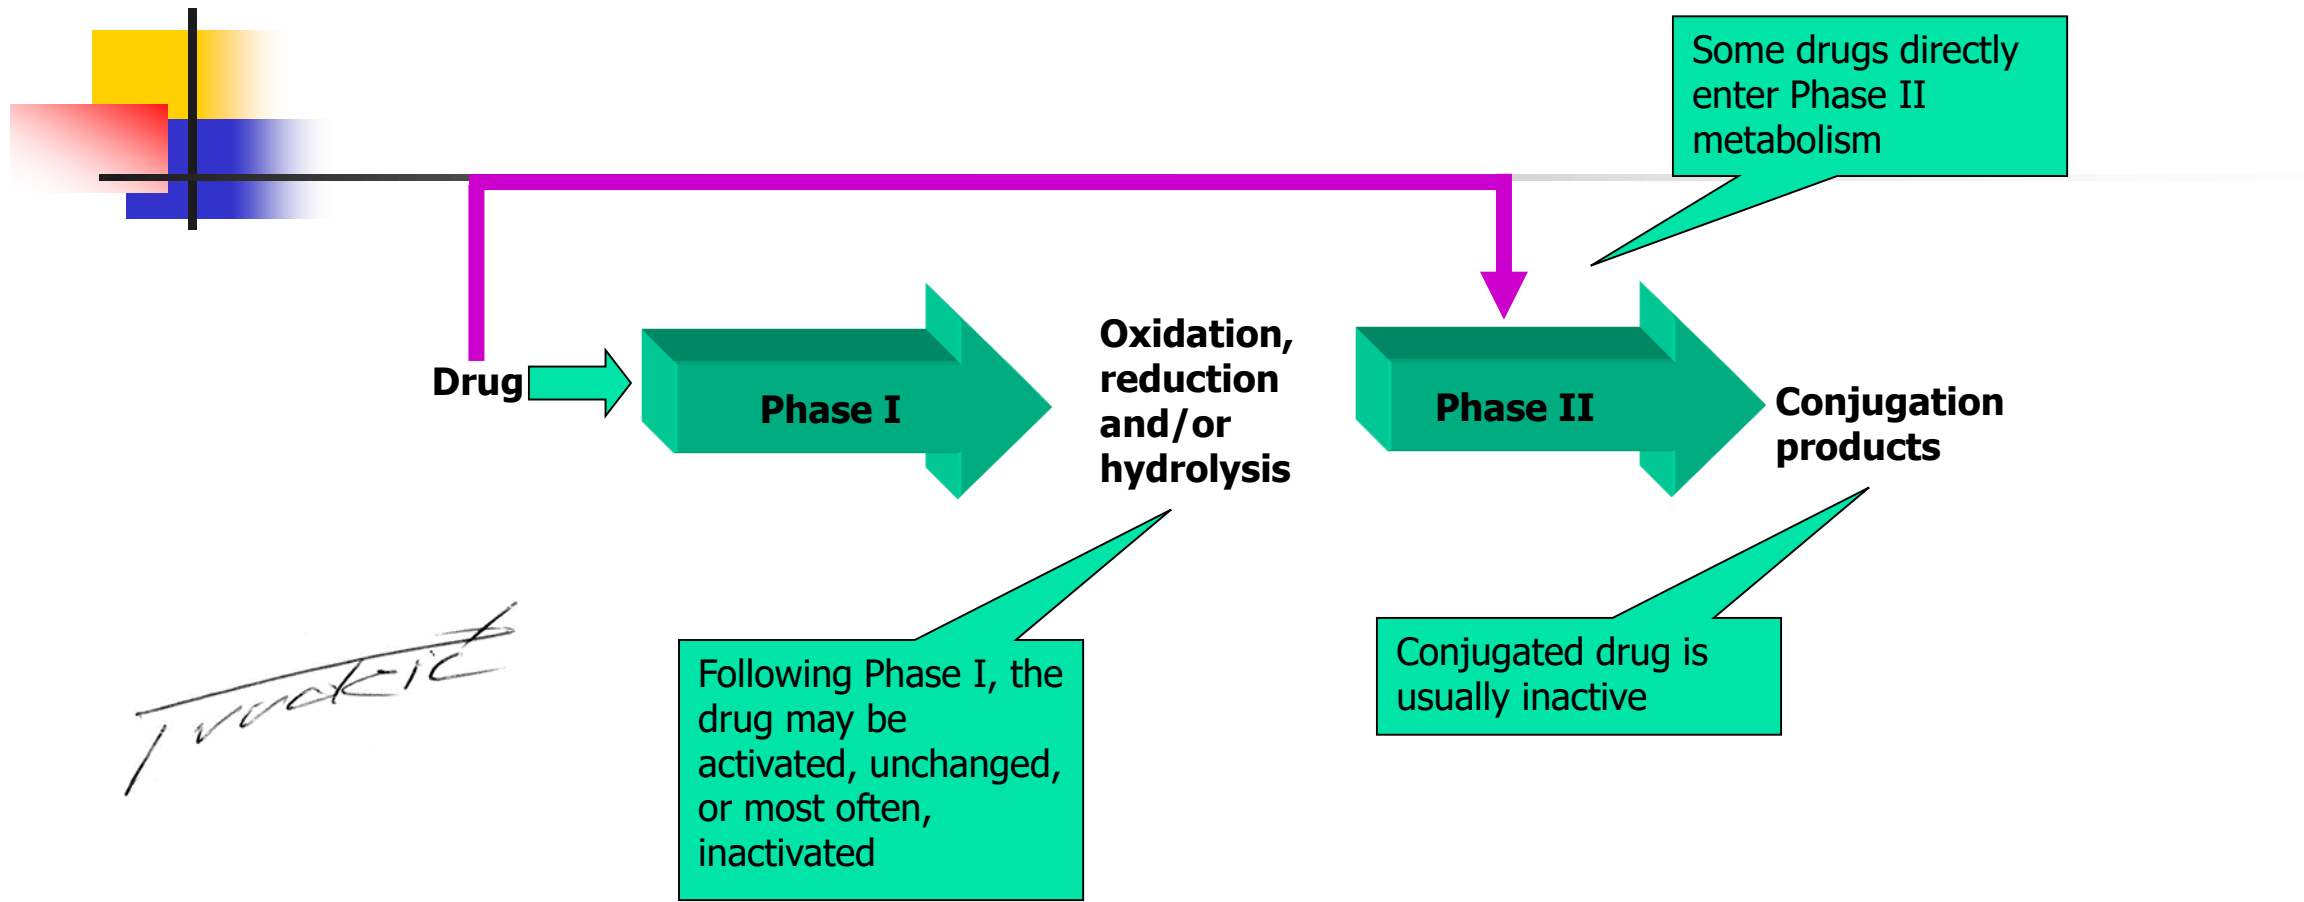 Some drugs directly
enter Phase II
metabolism
Drug
Phase I
Oxidation,
reduction
and/or
hydrolysis
Phase II
Conjugation
products
Following Phase I, the
drug may be
activated, unchanged,
or most often,
inactivated
Conjugated drug is
usually inactive